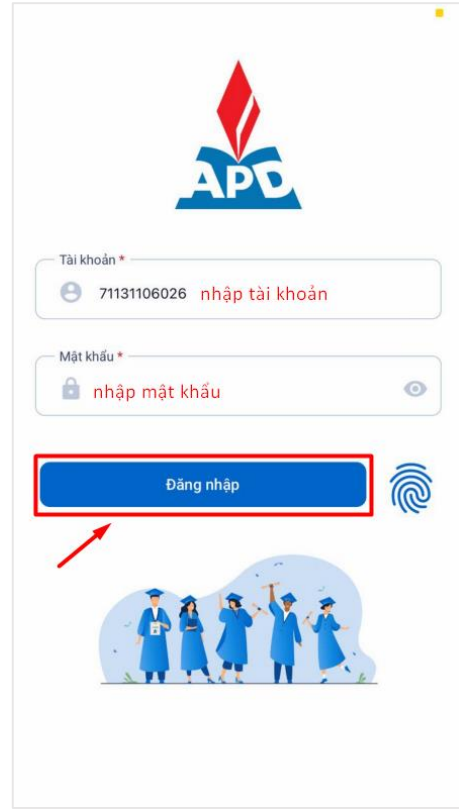 APD
Tài khoản *
71131106026 nhập tài khoản
Mật khẩu *
nhập mật khẩu
Đăng nhập